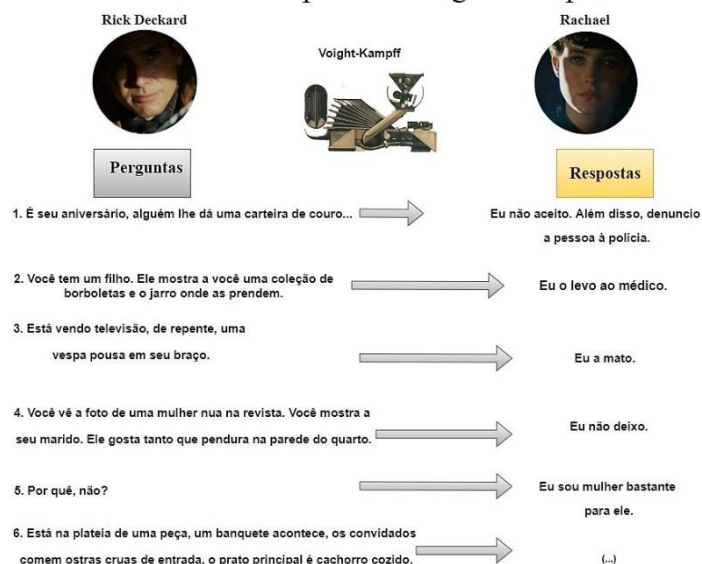 Rick Deckard
Rachael
Voight-Kampff
Perguntas
Respostas
1. É seu aniversário, alguém lhe dá uma carteira de couro...
Eu não aceito. Além disso, denuncio
a pessoa à polícia.
2. Você tem um filho. Ele mostra a você uma coleção de
borboletas e o jarro onde as prendem.
Eu o levo ao médico.
3. Está vendo televisão, de repente, uma
vespa pousa em seu braço.
Eu a mato.
4. Você vê a foto de uma mulher nua na revista. Você mostra a
seu marido. Ele gosta tanto que pendura na parede do quarto.
Eu não deixo.
5. Por quê, não?
Eu sou mulher bastante
para ele.
6. Está na plateia de uma peça, um banquete acontece, os convidados
comem ostras cruas de entrada, o prato principal é cachorro cozido.
(...)